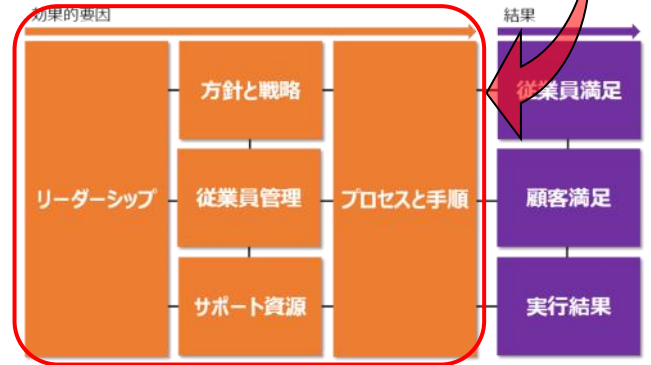 効果的要因
結果
リーダーシップ
方針と戦略
従業員管理
サポート資源
プロセスと手順
従業員満足
顧客満足
実行結果